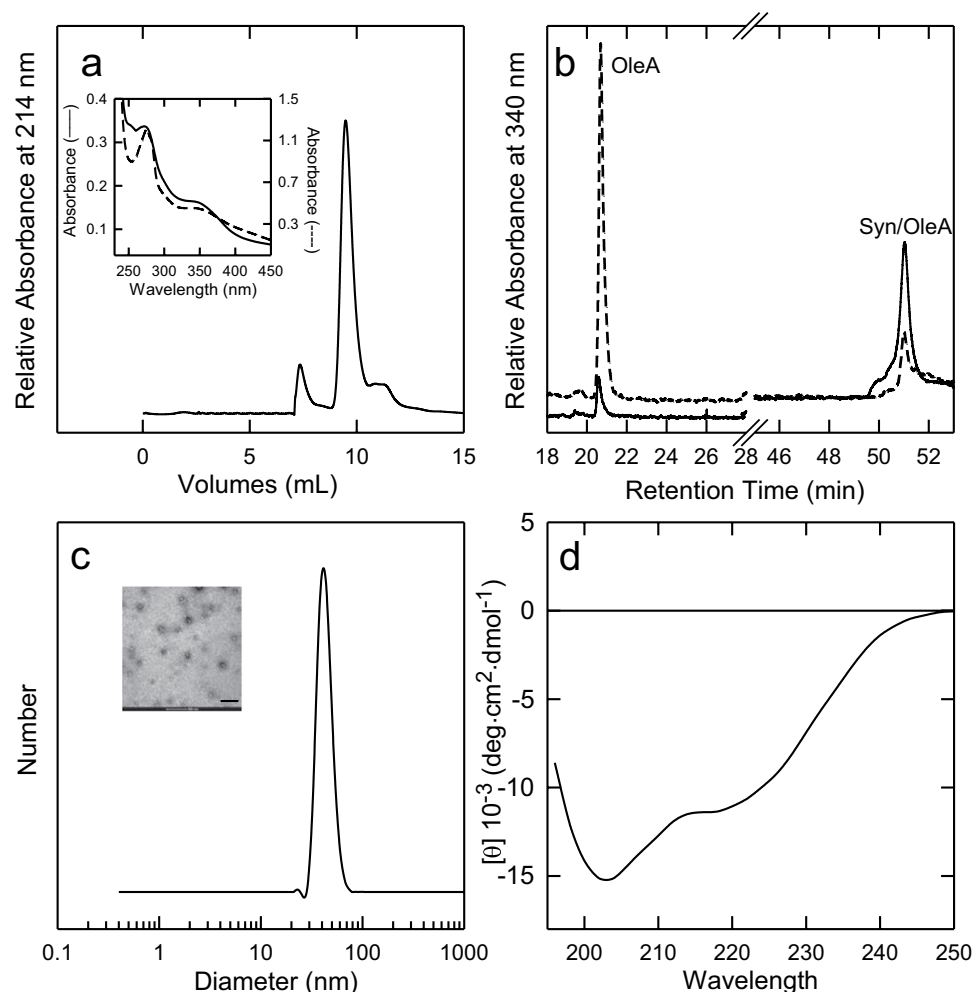 a
Relative Absorbance at 214 nm
0.4
0.3
0.2
0.1
Absorbance (——)
1.5
1.1
0.7
0.3
Absorbance (----)
250 300 350 400 450
Wavelength (nm)
0 5 10 15
Volumes (mL)
b
Relative Absorbance at 340 nm
OleA
Syn/OleA
18 20 22 24 26 28 46 48 50 52
Retention Time (min)
c
Number
0.1 1 10 100 1000
Diameter (nm)
d
[θ] 10-3 (deg·cm2·dmol-1)
5
0
-5
-10
-15
200 210 220 230 240 250
Wavelength